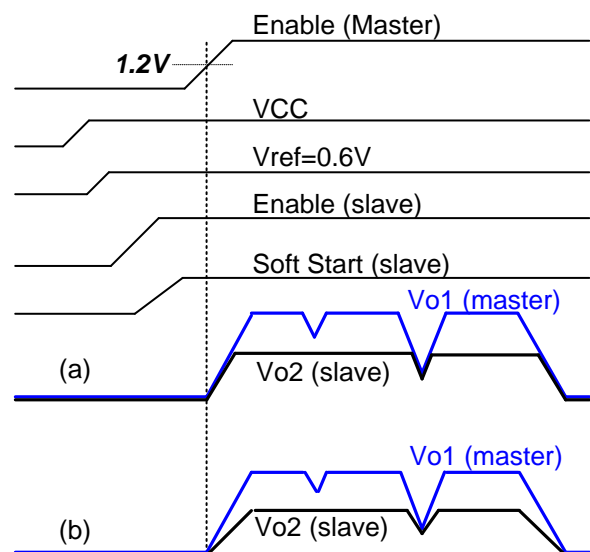 Enable (Master)
1.2V
VCC
Vref=0.6V
Enable (slave)
Soft Start (slave)
Vo1 (master)
(a)
Vo2 (slave)
Vo1 (master)
(b)
Vo2 (slave)